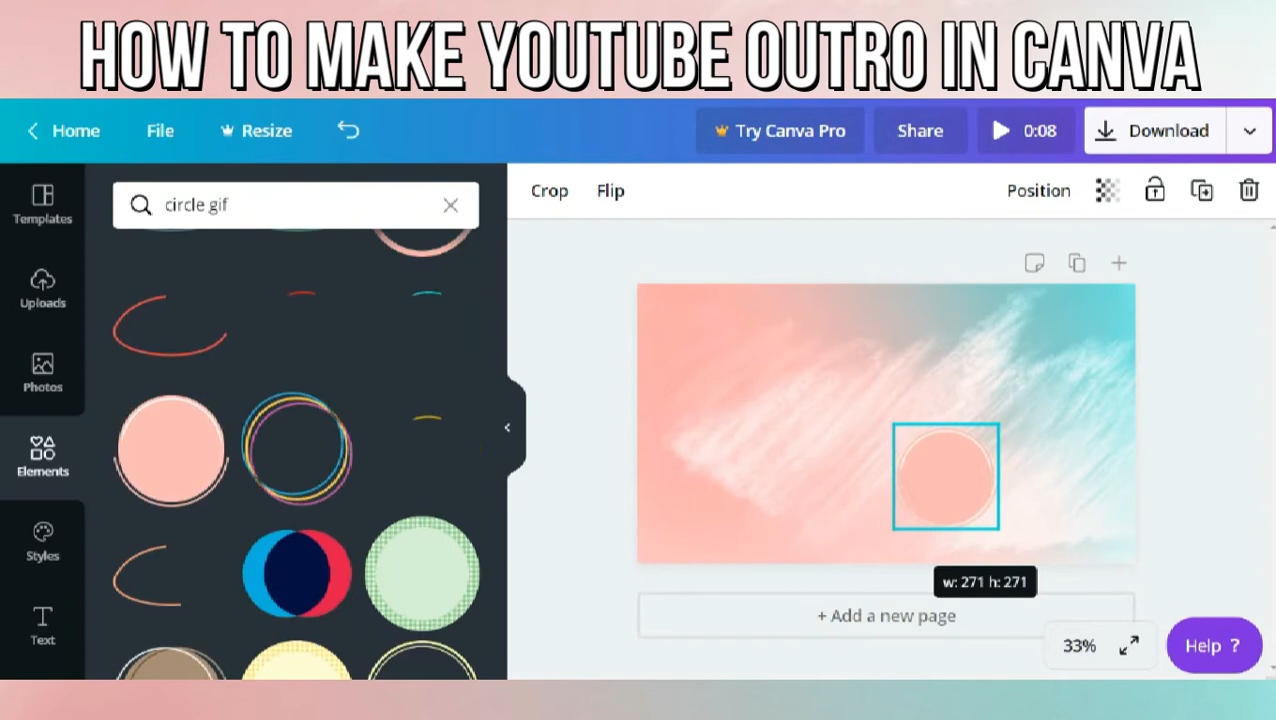 HOW TO MAKE YOUTUBE OUTRO IN CANVA
Home File Resize Try Canva Pro Share 0:08 Download
Templates
circle gif
Crop Flip Position
Uploads
Photos
Elements
Styles
Text
w: 271 h: 271
+ Add a new page
33%
Help ?